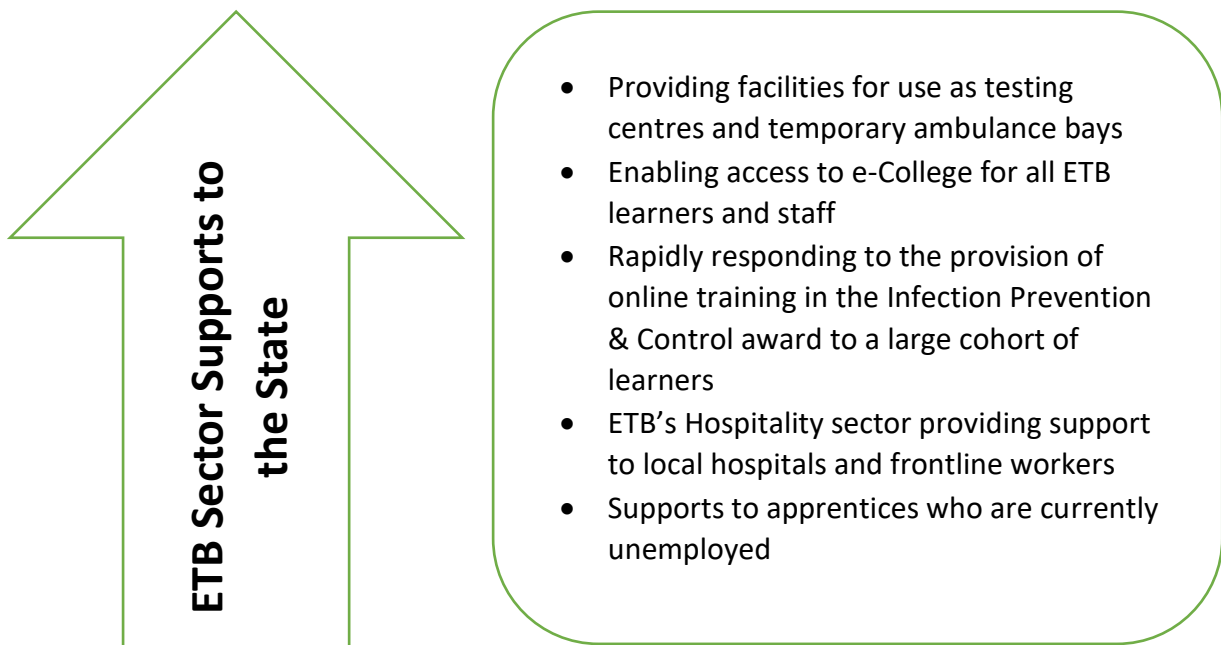 ETB Sector Supports to
the State
• Providing facilities for use as testing
centres and temporary ambulance bays
• Enabling access to e-College for all ETB
learners and staff
• Rapidly responding to the provision of
online training in the Infection Prevention
& Control award to a large cohort of
learners
• ETB’s Hospitality sector providing support
to local hospitals and frontline workers
• Supports to apprentices who are currently
unemployed